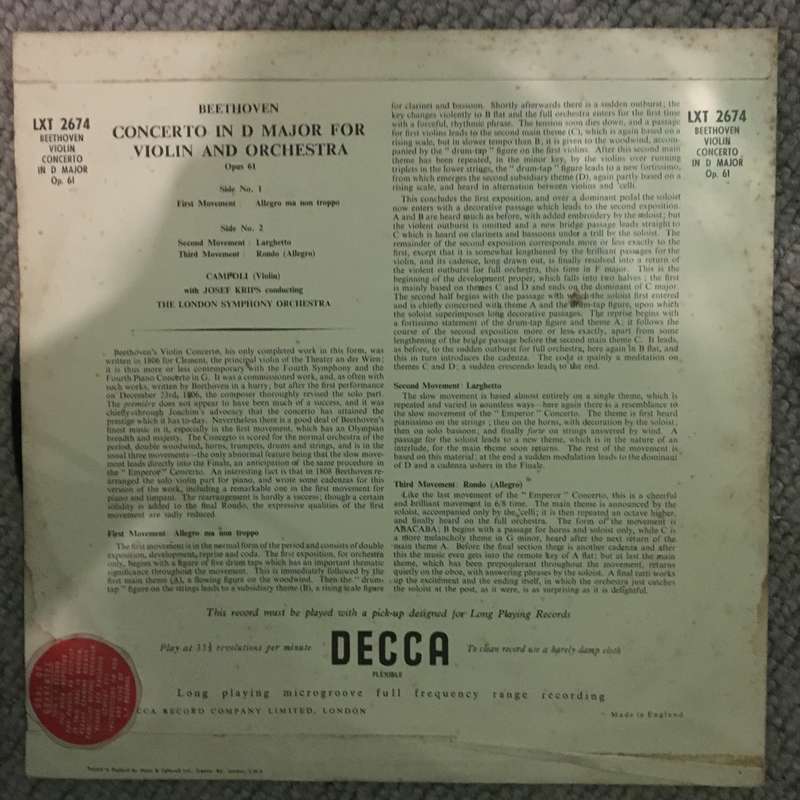 LXT 2674
BEETHOVEN
VIOLIN
CONCERTO
IN D MAJOR
Op. 61
BEETHOVEN
CONCERTO IN D MAJOR FOR
VIOLIN AND ORCHESTRA
Opus 61
Side No. 1
First Movement : Allegro ma non troppo
Side No. 2
Second Movement : Larghetto
Third Movement : Rondo (Allegro)
CAMPOLI (Violin)
with JOSEF KRIPS conducting
THE LONDON SYMPHONY ORCHESTRA
Beethoven's Violin Concerto, his only completed work in this form, was
written in 1806 for Clement, the principal violin of the Theater an der Wien;
it is thus more or less contemporary with the Fourth Symphony and the
Fourth Piano Concerto in G. It was a commissioned work, and, as often with
such works, written by Beethoven in a hurry; but after the first performance
on December 23rd, 1806, the composer thoroughly revised the solo part.
The première does not appear to have been much of a success, and it was
chiefly through Joachim's advocacy that the concerto has attained the
prestige which it has to-day. Nevertheless there is a good deal of Beethoven's
finest music in it, especially in the first movement, which has an Olympian
breadth and majesty. The Concerto is scored for the normal orchestra of the
period, double woodwind, horns, trumpets, drums and strings, and is in the
usual three movements—the only abnormal feature being that the slow move-
ment leads directly into the Finale, an anticipation of the same procedure in
the "Emperor" Concerto. An interesting fact is that in 1808 Beethoven re-
arranged the solo violin part for piano, and wrote some cadenzas for this
version of the work, including a remarkable one in the first movement for
piano and timpani. The rearrangement is hardly a success; though a certain
solidity is added to the final Rondo, the expressive qualities of the first
movement are sadly reduced.
First Movement : Allegro ma non troppo
The first movement is in the normal form of the period and consists of double
exposition, development, reprise and coda. The first exposition, for orchestra
only, begins with a figure of five drum taps which has an important thematic
significance throughout the movement. This is immediately followed by the
first main theme (A), a flowing figure on the woodwind. Then the "drum-
tap" figure on the strings leads to a subsidiary theme (B), a rising scale figure
for clarinet and bassoon. Shortly afterwards there is a sudden outburst; the
key changes violently to B flat and the full orchestra enters for the first time
with a forceful, rhythmic phrase. The tension soon dies down, and a passage
for first violins leads to the second main theme (C), which is again based on a
rising scale, but in slower tempo than B, it is given to the woodwind, accom-
panied by the "drum-tap" figure on the first violins. After this second main
theme has been repeated, in the minor key, by the violins over running
triplets in the lower strings, the "drum-tap" figure leads to a new fortissimo,
from which emerges the second subsidiary theme (D), again partly based on a
rising scale, and heard in alternation between violins and 'celli.
This concludes the first exposition, and over a dominant pedal the soloist
now enters with a decorative passage which leads to the second exposition.
A and B are heard much as before, with added embroidery by the soloist; but
the violent outburst is omitted and a new bridge passage leads straight to
C which is heard on clarinets and bassoons under a trill by the soloist. The
remainder of the second exposition corresponds more or less exactly to the
first, except that it is somewhat lengthened by the brilliant passages for the
violin, and its cadence, long drawn out, is finally resolved into a return of
the violent outburst for full orchestra, this time in F major. This is the
beginning of the development proper, which falls into two halves; the first
is mainly based on themes C and D and ends on the dominant of C major.
The second half begins with the passage with the soloist first entered
and is chiefly concerned with theme A and the drum-tap figure, upon which
the soloist superimposes long decorative passages. The reprise begins with
a fortissimo statement of the drum-tap figure and theme A; it follows the
course of the second exposition more or less exactly, apart from some
lengthening of the bridge passage before the second main theme C. It leads,
as before, to the sudden outburst for full orchestra, here again in B flat, and
this in turn introduces the cadenza. The coda is mainly a meditation on
themes C and D; a sudden crescendo leads to the end.
Second Movement : Larghetto
The slow movement is based almost entirely on a single theme, which is
repeated and varied in countless ways—here again there is a resemblance to
the slow movement of the "Emperor" Concerto. The theme is first heard
pianissimo on the strings; then on the horns, with decoration by the soloist;
then on solo bassoon; and finally forte on strings answered by wind. A
passage for the soloist leads to a new theme, which is in the nature of an
interlude, for the main theme soon returns. The rest of the movement is
based on this material; at the end a sudden modulation leads to the dominant
of D and a cadenza ushers in the Finale.
Third Movement : Rondo (Allegro)
Like the last movement of the "Emperor" Concerto, this is a cheerful
and brilliant movement in 6/8 time. The main theme is announced by the
soloist, accompanied only by the 'celli; it is then repeated an octave higher,
and finally heard on the full orchestra. The form of the movement is
ABACABA; B begins with a passage for horns and soloist only, while C is
a more melancholy theme in G minor, heard after the next return of the
main theme A. Before the final section there is another cadenza and after
this the music even gets into the remote key of A flat; but at last the main
theme, which has been preponderant throughout the movement, returns
quietly on the oboe, with answering phrases by the soloist. A final tutti works
up the excitement and the ending itself, in which the orchestra just catches
the soloist at the post, as it were, is as surprising as it is delightful.
LXT 2674
BEETHOVEN
VIOLIN
CONCERTO
IN D MAJOR
Op. 61
This record must be played with a pick-up designed for Long Playing Records
Play at 33⅓ revolutions per minute
DECCA
FLEXIBLE
To clean record use a barely damp cloth
Long playing microgroove full frequency range recording
RECORD COMPANY LIMITED, LONDON
Made in England